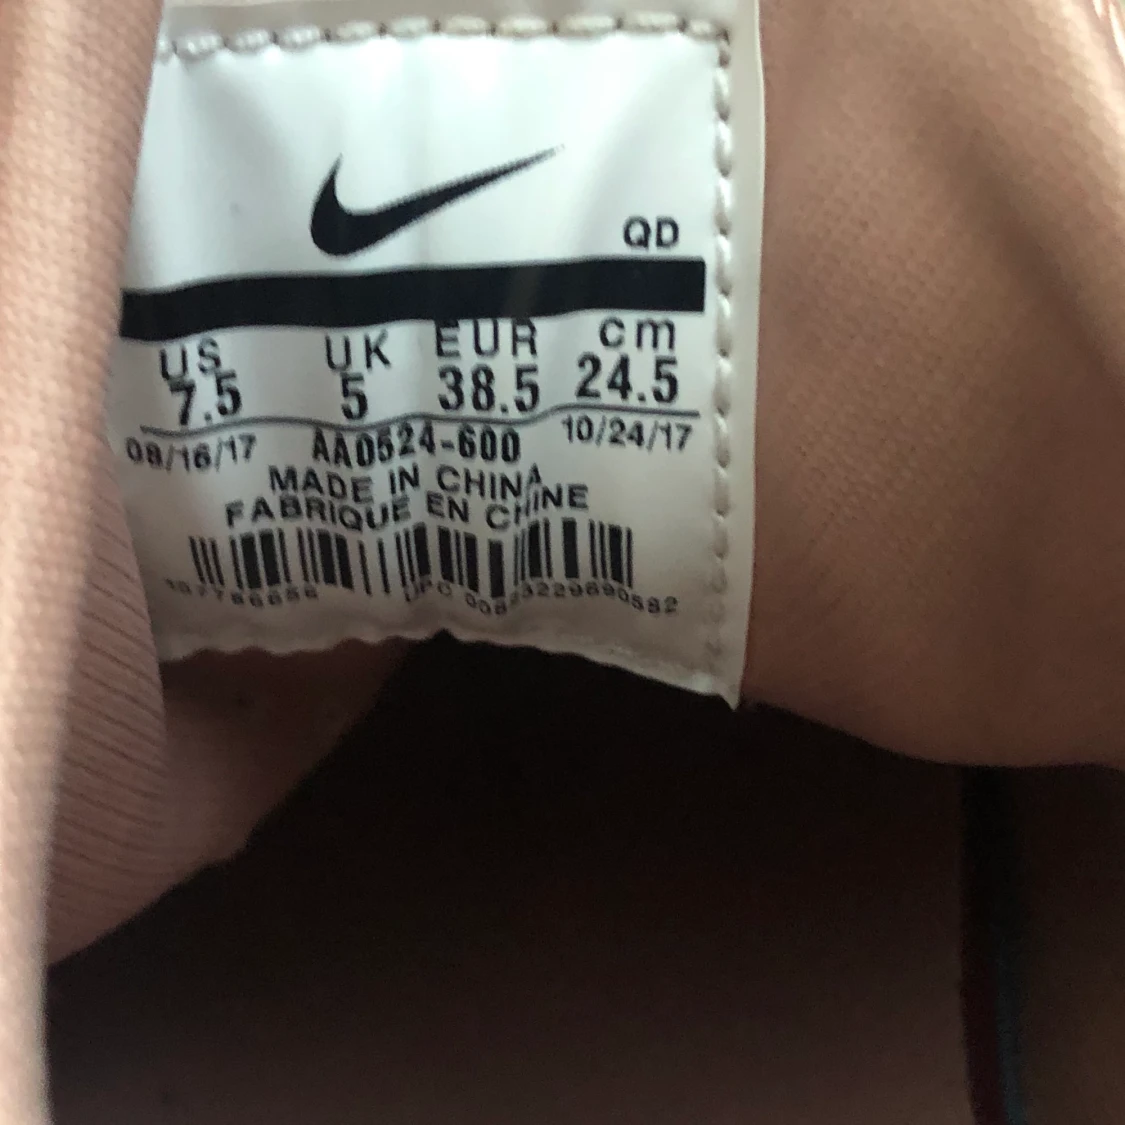 QD
US UK EUR cm
7.5 5 38.5 24.5
08/16/17 AA0524-600 10/24/17
MADE IN CHINA
FABRIQUE EN CHINE
UPC